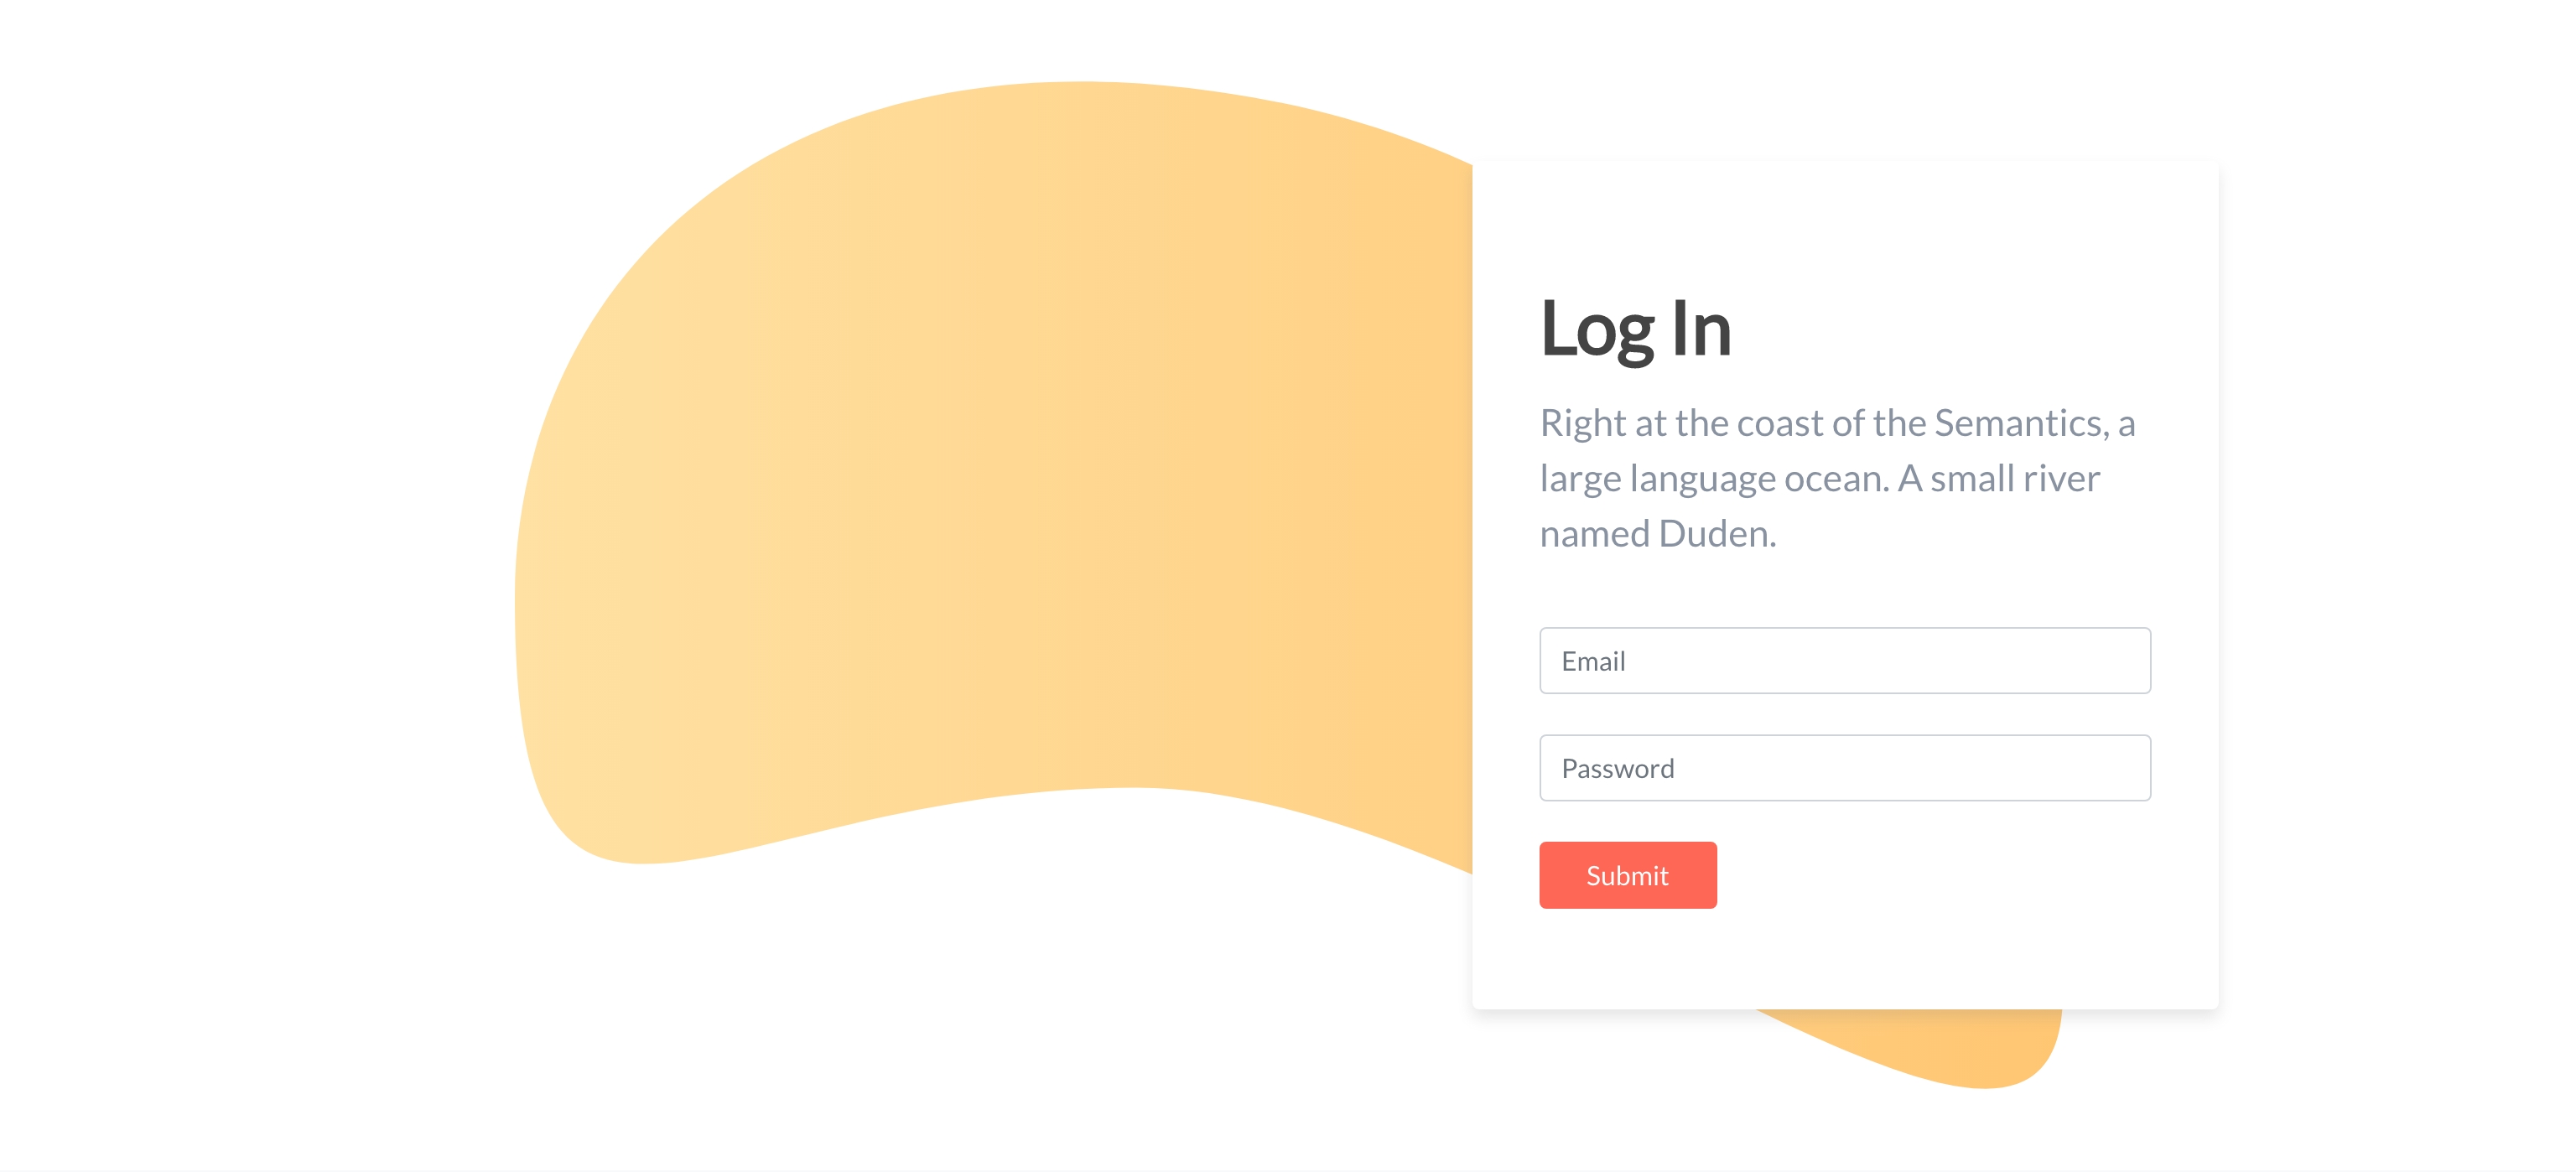 Log In
Right at the coast of the Semantics, a
large language ocean. A small river
named Duden.
Email
Password
Submit